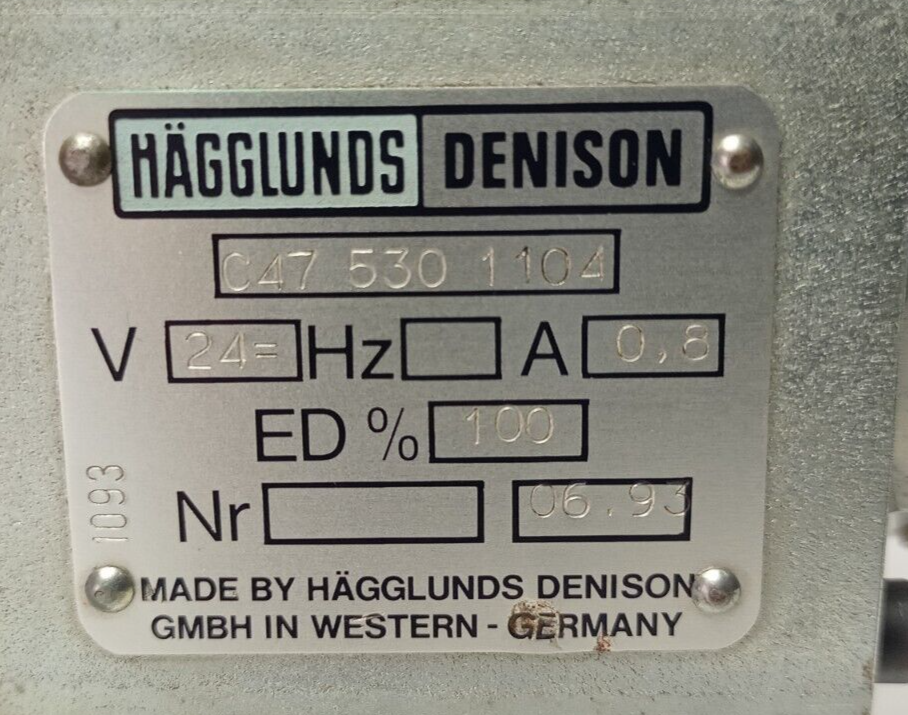 HÄGGLUNDS DENISON
C47 530 1104
V 24= Hz A 0,8
ED % 100
Nr 06.93
1093
MADE BY HÄGGLUNDS DENISON
GMBH IN WESTERN - GERMANY